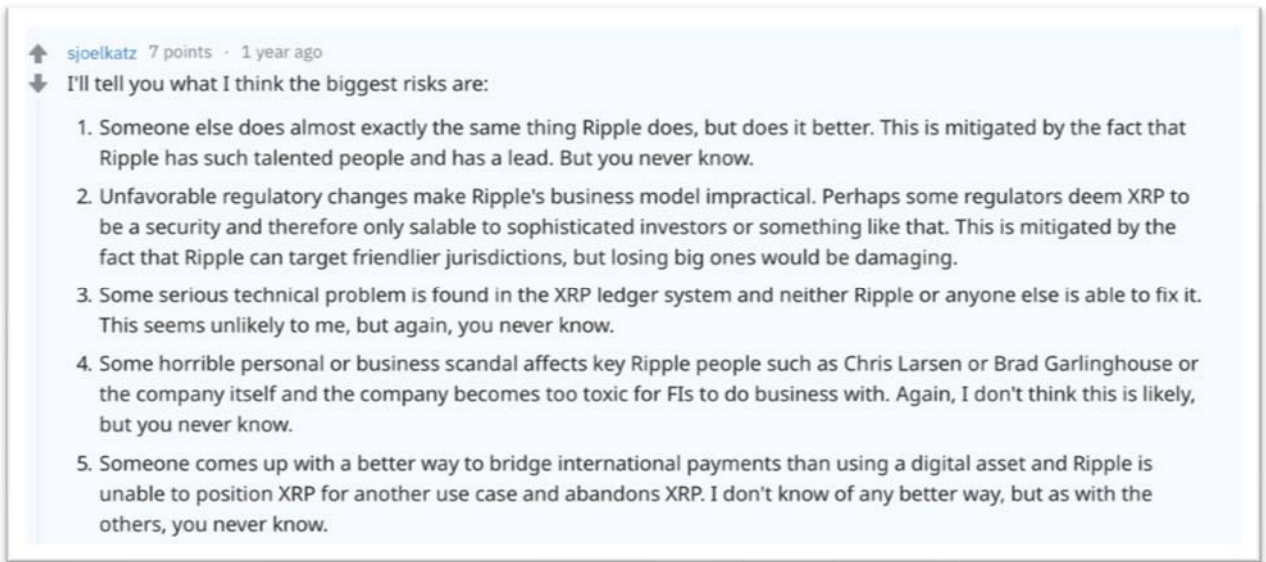 sjoelkatz 7 points · 1 year ago
I'll tell you what I think the biggest risks are:
1. Someone else does almost exactly the same thing Ripple does, but does it better. This is mitigated by the fact that
Ripple has such talented people and has a lead. But you never know.
2. Unfavorable regulatory changes make Ripple's business model impractical. Perhaps some regulators deem XRP to
be a security and therefore only salable to sophisticated investors or something like that. This is mitigated by the
fact that Ripple can target friendlier jurisdictions, but losing big ones would be damaging.
3. Some serious technical problem is found in the XRP ledger system and neither Ripple or anyone else is able to fix it.
This seems unlikely to me, but again, you never know.
4. Some horrible personal or business scandal affects key Ripple people such as Chris Larsen or Brad Garlinghouse or
the company itself and the company becomes too toxic for FIs to do business with. Again, I don't think this is likely,
but you never know.
5. Someone comes up with a better way to bridge international payments than using a digital asset and Ripple is
unable to position XRP for another use case and abandons XRP. I don't know of any better way, but as with the
others, you never know.